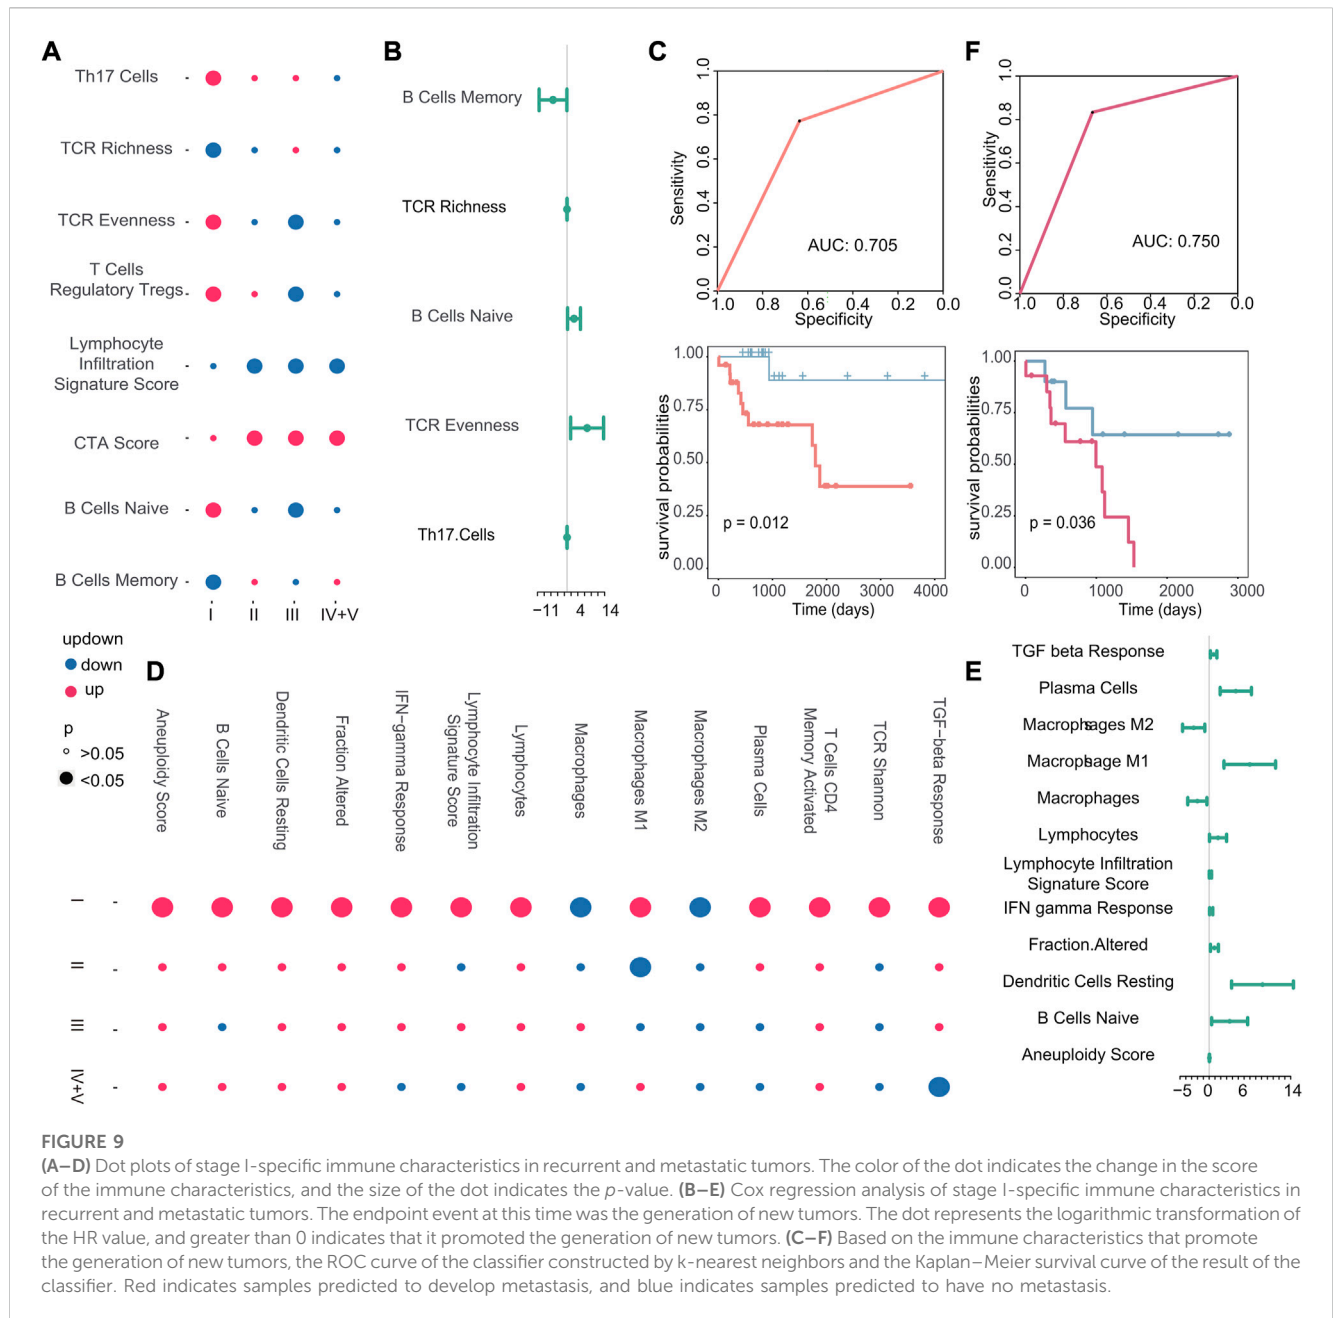 A
Th17 Cells
TCR Richness
TCR Evenness
T Cells
Regulatory Tregs
Lymphocyte
Infiltration
Signature Score
CTA Score
B Cells Naive
B Cells Memory
I II III IV+V
updown
down
up
p
>0.05
<0.05
B
B Cells Memory
TCR Richness
B Cells Naive
TCR Evenness
Th17.Cells
−11 4 14
C
Sensitivity
1.0
0.8
0.6
0.4
0.2
0.0
AUC: 0.705
1.0 0.8 0.6 0.4 0.2 0.0
Specificity
survival probabilities
1.00
0.75
0.50
0.25
0.00
p = 0.012
0 1000 2000 3000 4000
Time (days)
F
Sensitivity
1.0
0.8
0.6
0.4
0.2
0.0
AUC: 0.750
1.0 0.8 0.6 0.4 0.2 0.0
Specificity
survival probabilities
1.00
0.75
0.50
0.25
0.00
p = 0.036
0 1000 2000 3000
Time (days)
D
Aneuploidy Score
B Cells Naive
Dendritic Cells Resting
Fraction Altered
IFN−gamma Response
Lymphocyte Infiltration
Signature Score
Lymphocytes
Macrophages
Macrophages M1
Macrophages M2
Plasma Cells
T Cells CD4
Memory Activated
TCR Shannon
TGF−beta Response
I
II
III
IV+V
E
TGF beta Response
Plasma Cells
Macrophsages M2
Macrophsage M1
Macrophages
Lymphocytes
Lymphocyte Infiltration
Signature Score
IFN gamma Response
Fraction.Altered
Dendritic Cells Resting
B Cells Naive
Aneuploidy Score
−5 0 6 14
FIGURE 9
(A–D) Dot plots of stage I-specific immune characteristics in recurrent and metastatic tumors. The color of the dot indicates the change in the score
of the immune characteristics, and the size of the dot indicates the p-value. (B–E) Cox regression analysis of stage I-specific immune characteristics in
recurrent and metastatic tumors. The endpoint event at this time was the generation of new tumors. The dot represents the logarithmic transformation of
the HR value, and greater than 0 indicates that it promoted the generation of new tumors. (C–F) Based on the immune characteristics that promote
the generation of new tumors, the ROC curve of the classifier constructed by k-nearest neighbors and the Kaplan–Meier survival curve of the result of the
classifier. Red indicates samples predicted to develop metastasis, and blue indicates samples predicted to have no metastasis.